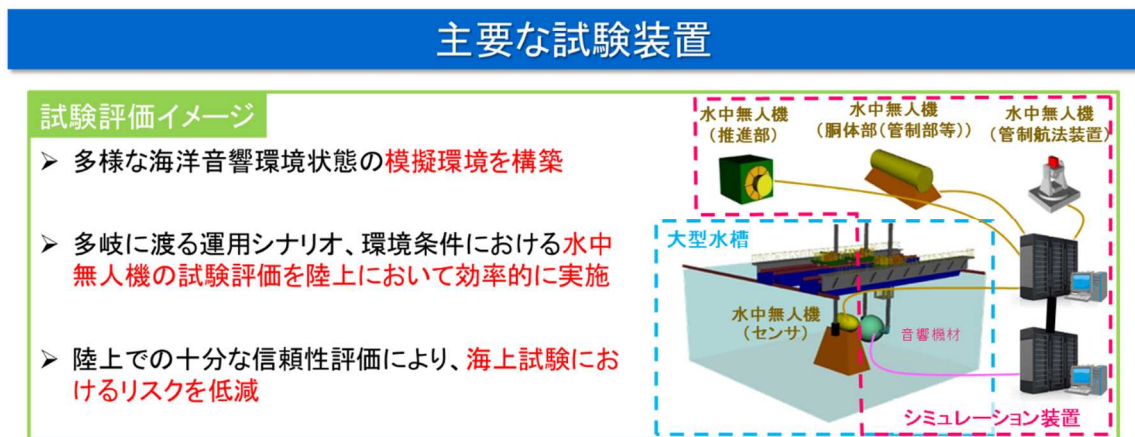 主要な試験装置
試験評価イメージ
➢ 多様な海洋音響環境状態の模擬環境を構築
➢ 多岐に渡る運用シナリオ、環境条件における水中
無人機の試験評価を陸上において効率的に実施
➢ 陸上での十分な信頼性評価により、海上試験にお
けるリスクを低減
水中無人機
(推進部)
水中無人機
(胴体部(管制部等))
水中無人機
(管制航法装置)
大型水槽
水中無人機
(センサ)
音響機材
シミュレーション装置